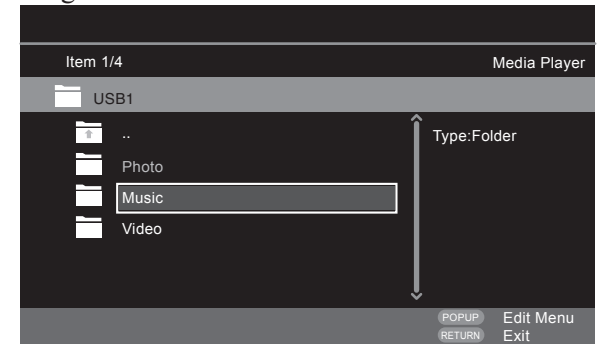 Item 1/4 Media Player
USB1
..
Type:Folder
Photo
Music
Video
POPUP Edit Menu
RETURN Exit